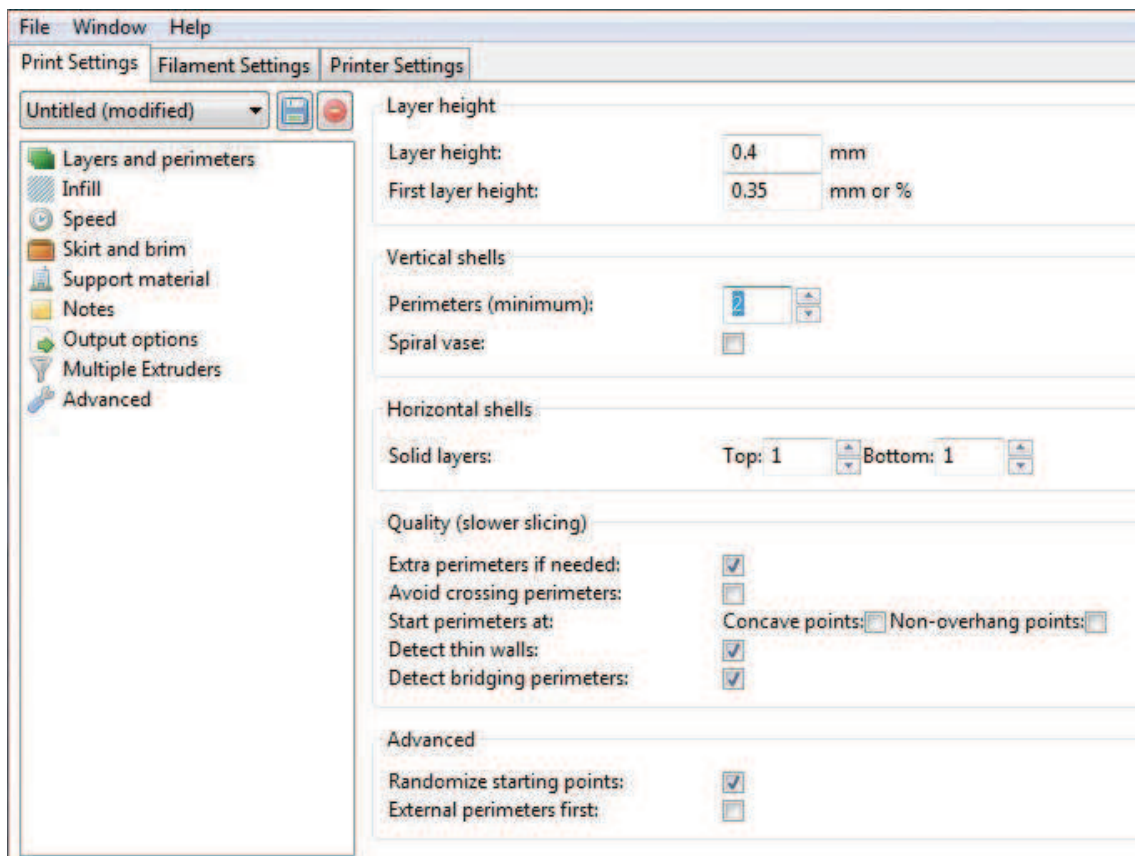 File Window Help
Print Settings Filament Settings Printer Settings
Untitled (modified)
Layers and perimeters
Infill
Speed
Skirt and brim
Support material
Notes
Output options
Multiple Extruders
Advanced
Layer height
Layer height: 0.4 mm
First layer height: 0.35 mm or %
Vertical shells
Perimeters (minimum): 2
Spiral vase:
Horizontal shells
Solid layers: Top: 1 Bottom: 1
Quality (slower slicing)
Extra perimeters if needed:
Avoid crossing perimeters:
Start perimeters at: Concave points: Non-overhang points:
Detect thin walls:
Detect bridging perimeters:
Advanced
Randomize starting points:
External perimeters first: